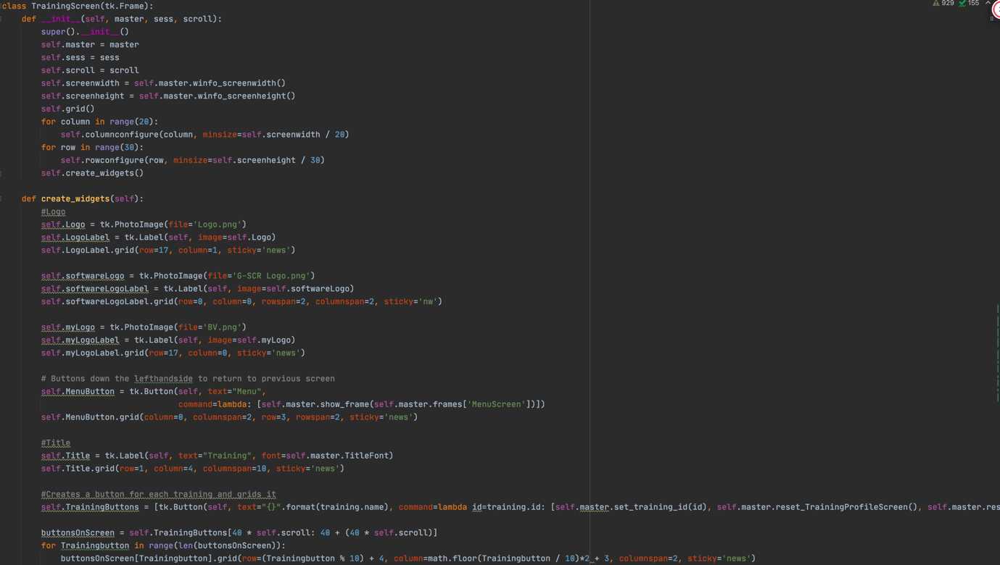 class TrainingScreen(tk.Frame):
929 155
    def __init__(self, master, sess, scroll):
        super().__init__()
        self.master = master
        self.sess = sess
        self.scroll = scroll
        self.screenwidth = self.master.winfo_screenwidth()
        self.screenheight = self.master.winfo_screenheight()
        self.grid()
        for column in range(20):
            self.columnconfigure(column, minsize=self.screenwidth / 20)
        for row in range(30):
            self.rowconfigure(row, minsize=self.screenheight / 30)
        self.create_widgets()

    def create_widgets(self):
        #Logo
        self.Logo = tk.PhotoImage(file='Logo.png')
        self.LogoLabel = tk.Label(self, image=self.Logo)
        self.LogoLabel.grid(row=17, column=1, sticky='news')

        self.softwareLogo = tk.PhotoImage(file='G-SCR Logo.png')
        self.softwareLogoLabel = tk.Label(self, image=self.softwareLogo)
        self.softwareLogoLabel.grid(row=0, column=0, rowspan=2, columnspan=2, sticky='nw')

        self.myLogo = tk.PhotoImage(file='BV.png')
        self.myLogoLabel = tk.Label(self, image=self.myLogo)
        self.myLogoLabel.grid(row=17, column=0, sticky='news')

        # Buttons down the lefthandside to return to previous screen
        self.MenuButton = tk.Button(self, text="Menu",
                                    command=lambda: [self.master.show_frame(self.master.frames['MenuScreen'])])
        self.MenuButton.grid(column=0, columnspan=2, row=3, rowspan=2, sticky='news')

        #Title
        self.Title = tk.Label(self, text="Training", font=self.master.TitleFont)
        self.Title.grid(row=1, column=4, columnspan=10, sticky='news')

        #Creates a button for each training and grids it
        self.TrainingButtons = [tk.Button(self, text="{}".format(training.name), command=lambda id=training.id: [self.master.set_training_id(id), self.master.reset_TrainingProfileScreen(), self.master.res

        buttonsOnScreen = self.TrainingButtons[40 * self.scroll: 40 + (40 * self.scroll)]
        for Trainingbutton in range(len(buttonsOnScreen)):
            buttonsOnScreen[Trainingbutton].grid(row=(Trainingbutton % 10) + 4, column=math.floor(Trainingbutton / 10)*2 + 3, columnspan=2, sticky='news')